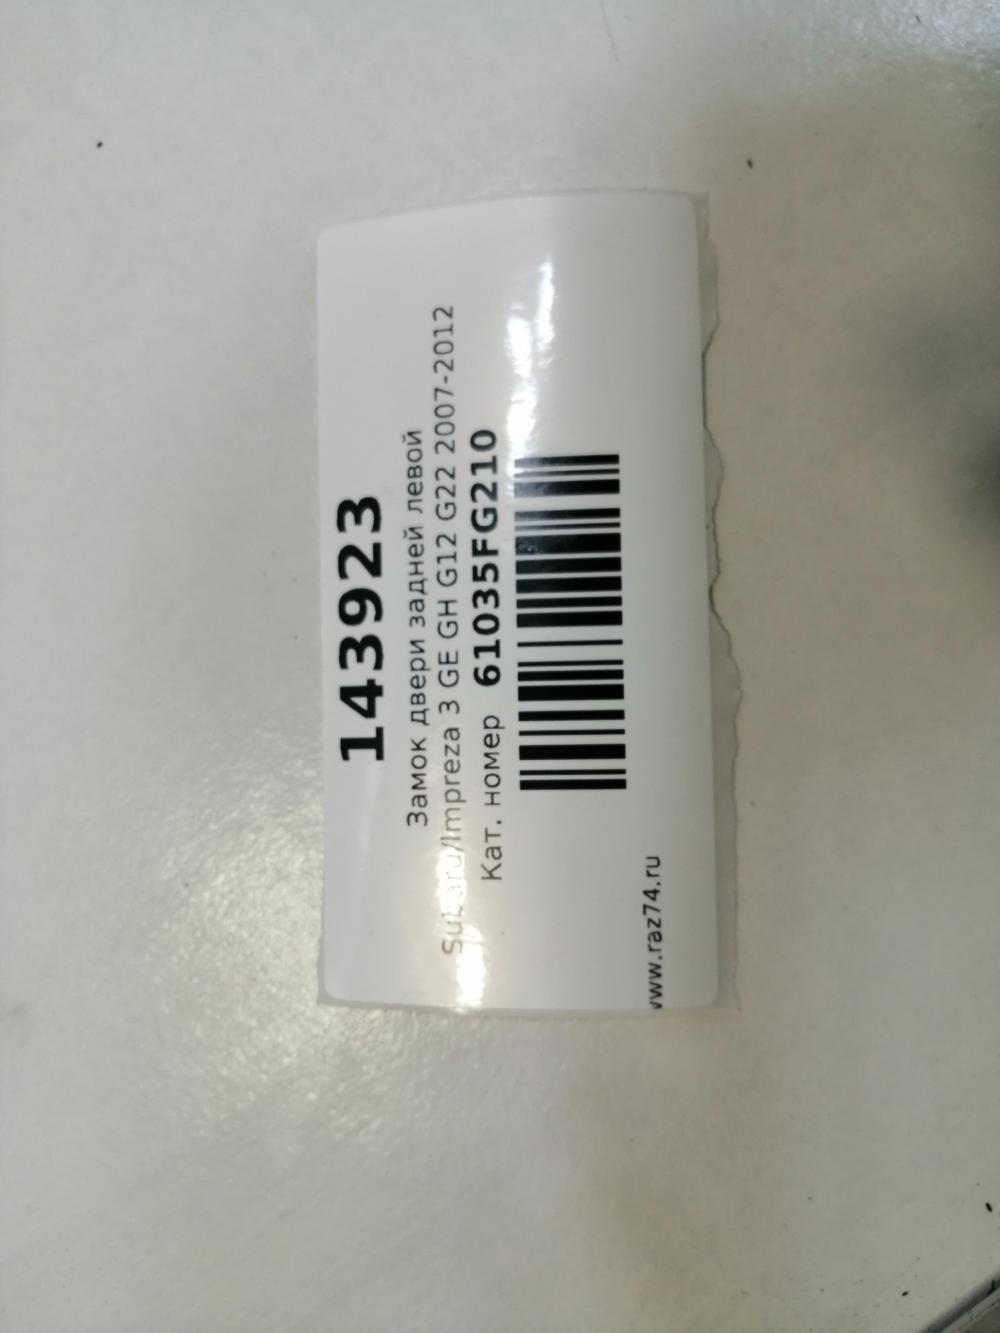 143923
Замок двери задней левой
Subaru/Impreza 3 GE GH G12 G22 2007-2012
Кат. номер 61035FG210
www.raz74.ru